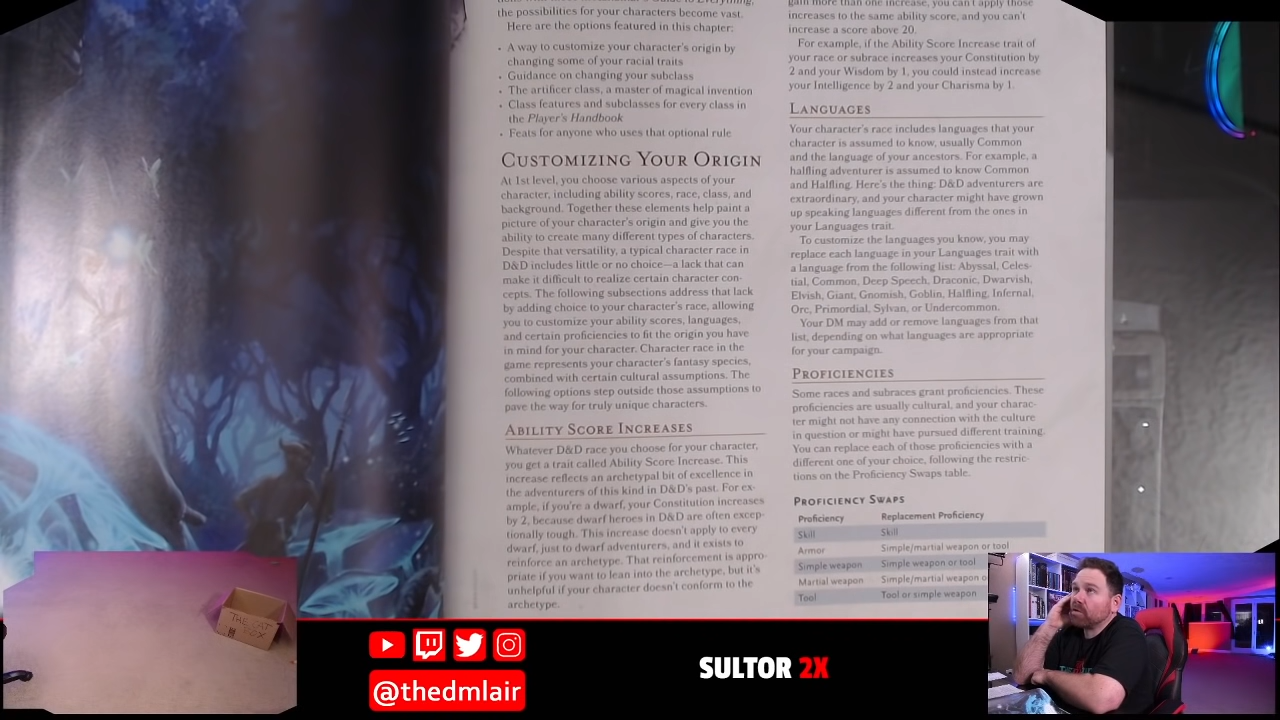 the possibilities for your characters become vast.
Here are the options featured in this chapter:
• A way to customize your character's origin by
changing some of your racial traits
• Guidance on changing your subclass
• The artificer class, a master of magical invention
• Class features and subclasses for every class in
the Player's Handbook
• Feats for anyone who uses that optional rule
CUSTOMIZING YOUR ORIGIN
At 1st level, you choose various aspects of your
character, including ability scores, race, class, and
background. Together these elements help paint a
picture of your character's origin and give you the
ability to create many different types of characters.
Despite that versatility, a typical character race in
D&D includes little or no choice—a lack that can
make it difficult to realize certain character con-
cepts. The following subsections address that lack
by adding choice to your character's race, allowing
you to customize your ability scores, languages,
and certain proficiencies to fit the origin you have
in mind for your character. Character race in the
game represents your character's fantasy species,
combined with certain cultural assumptions. The
following options step outside those assumptions to
pave the way for truly unique characters.
ABILITY SCORE INCREASES
Whatever D&D race you choose for your character,
you get a trait called Ability Score Increase. This
increase reflects an archetypal bit of excellence in
the adventurers of this kind in D&D's past. For ex-
ample, if you're a dwarf, your Constitution increases
by 2, because dwarf heroes in D&D are often excep-
tionally tough. This increase doesn't apply to every
dwarf, just to dwarf adventurers, and it exists to
reinforce an archetype. That reinforcement is appro-
priate if you want to lean into the archetype, but it's
unhelpful if your character doesn't conform to the
archetype.
gain more than one increase, you can't apply those
increases to the same ability score, and you can't
increase a score above 20.
For example, if the Ability Score Increase trait of
your race or subrace increases your Constitution by
2 and your Wisdom by 1, you could instead increase
your Intelligence by 2 and your Charisma by 1.
LANGUAGES
Your character's race includes languages that your
character is assumed to know, usually Common
and the language of your ancestors. For example, a
halfling adventurer is assumed to know Common
and Halfling. Here's the thing: D&D adventurers are
extraordinary, and your character might have grown
up speaking languages different from the ones in
your Languages trait.
To customize the languages you know, you may
replace each language in your Languages trait with
a language from the following list: Abyssal, Celes-
tial, Common, Deep Speech, Draconic, Dwarvish,
Elvish, Giant, Gnomish, Goblin, Halfling, Infernal,
Orc, Primordial, Sylvan, or Undercommon.
Your DM may add or remove languages from that
list, depending on what languages are appropriate
for your campaign.
PROFICIENCIES
Some races and subraces grant proficiencies. These
proficiencies are usually cultural, and your charac-
ter might not have any connection with the culture
in question or might have pursued different training.
You can replace each of those proficiencies with a
different one of your choice, following the restric-
tions on the Proficiency Swaps table.
PROFICIENCY SWAPS
Proficiency Replacement Proficiency
Skill Skill
Armor Simple/martial weapon or tool
Simple weapon Simple weapon or tool
Martial weapon Simple/martial weapon o
Tool Tool or simple weapon
THE CAT
BOX
@thedmlair
SULTOR 2X